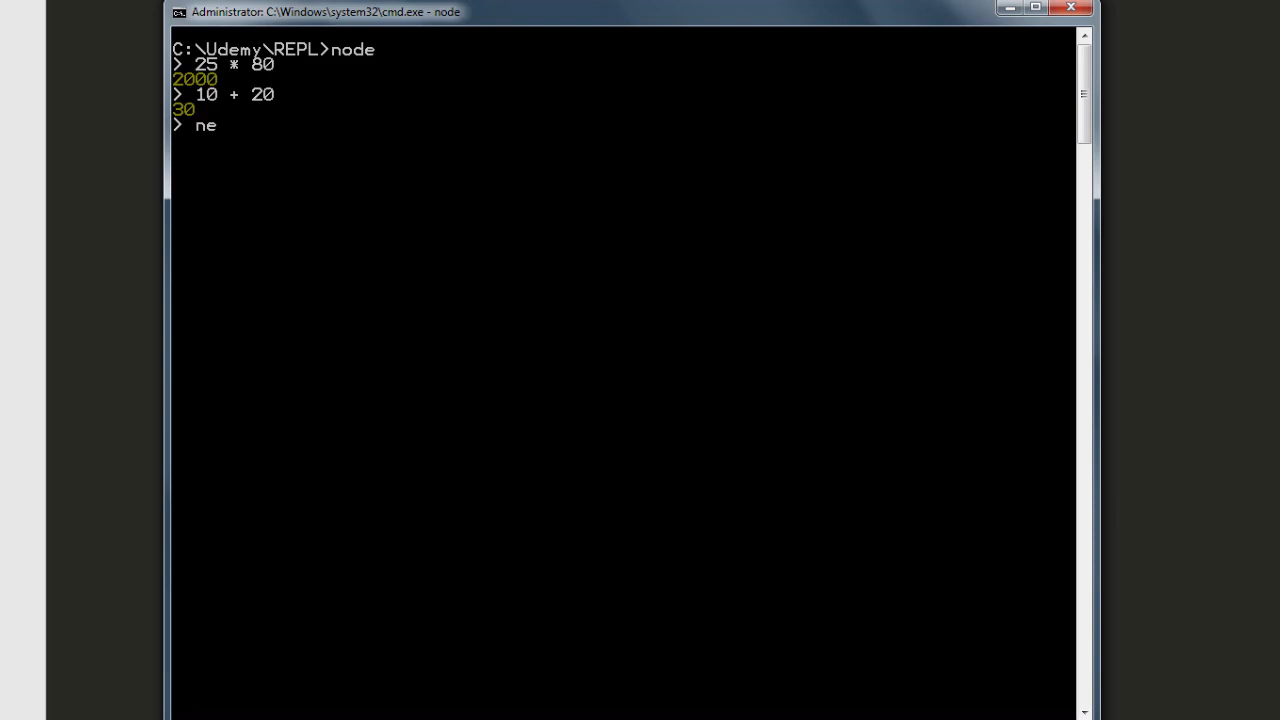 Administrator: C:\Windows\system32\cmd.exe - node
C:\Udemy\REPL>node
> 25 * 80
2000
> 10 + 20
30
> ne